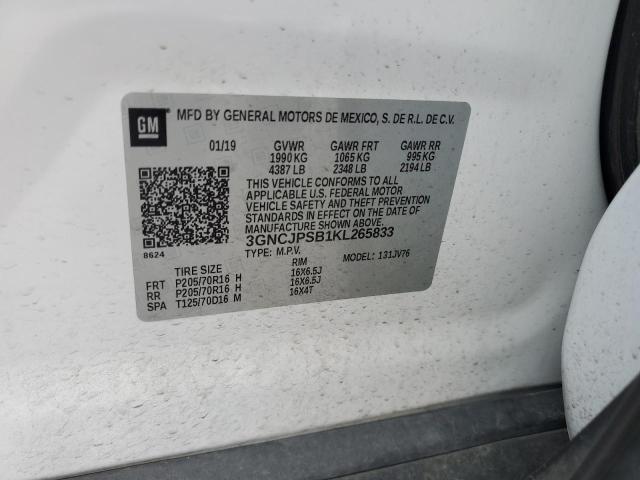 GM
MFD BY GENERAL MOTORS DE MEXICO, S. DE R.L. DE C.V.
01/19 GVWR GAWR FRT GAWR RR
1990 KG 1065 KG 995 KG
4387 LB 2348 LB 2194 LB
THIS VEHICLE CONFORMS TO ALL
APPLICABLE U.S. FEDERAL MOTOR
VEHICLE SAFETY AND THEFT PREVENTION
STANDARDS IN EFFECT ON THE DATE OF
MANUFACTURE SHOWN ABOVE.
3GNCJPSB1KL265833
8624
TYPE: M.P.V. MODEL: 131JV76
TIRE SIZE RIM
FRT P205/70R16 H 16X6.5J
RR P205/70R16 H 16X6.5J
SPA T125/70D16 M 16X4T